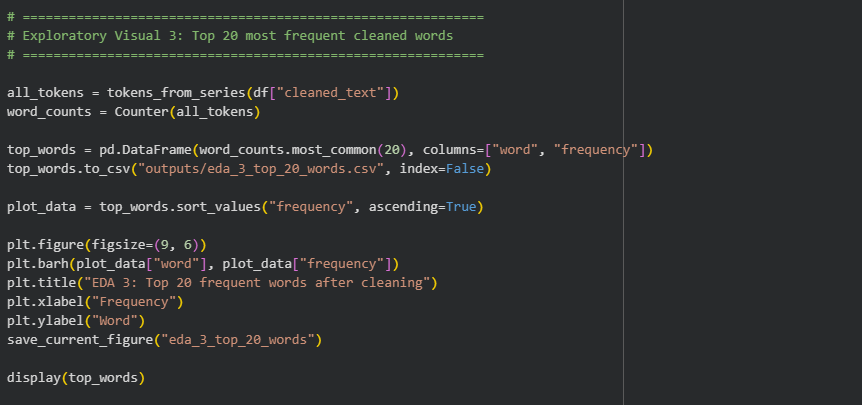 # ============================================================
# Exploratory Visual 3: Top 20 most frequent cleaned words
# ============================================================
all_tokens = tokens_from_series(df["cleaned_text"])
word_counts = Counter(all_tokens)
top_words = pd.DataFrame(word_counts.most_common(20), columns=["word", "frequency"])
top_words.to_csv("outputs/eda_3_top_20_words.csv", index=False)
plot_data = top_words.sort_values("frequency", ascending=True)
plt.figure(figsize=(9, 6))
plt.barh(plot_data["word"], plot_data["frequency"])
plt.title("EDA 3: Top 20 frequent words after cleaning")
plt.xlabel("Frequency")
plt.ylabel("Word")
save_current_figure("eda_3_top_20_words")
display(top_words)